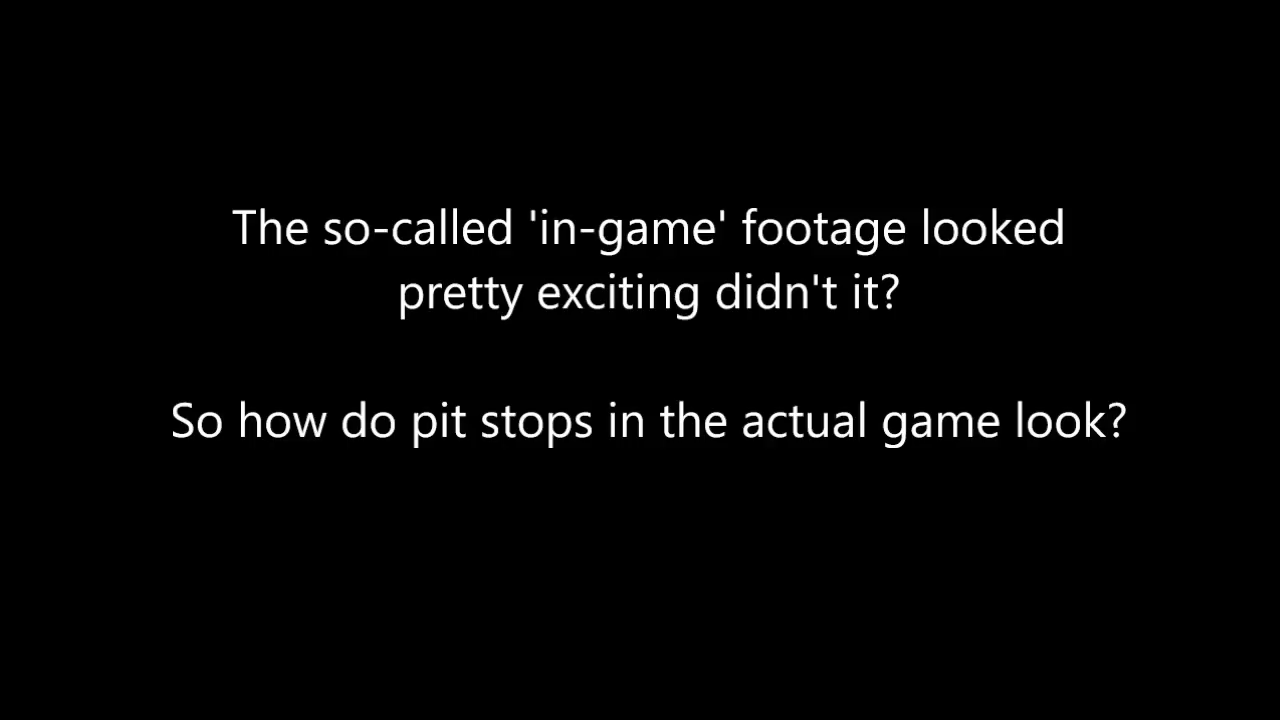 The so-called 'in-game' footage looked
pretty exciting didn't it?
So how do pit stops in the actual game look?